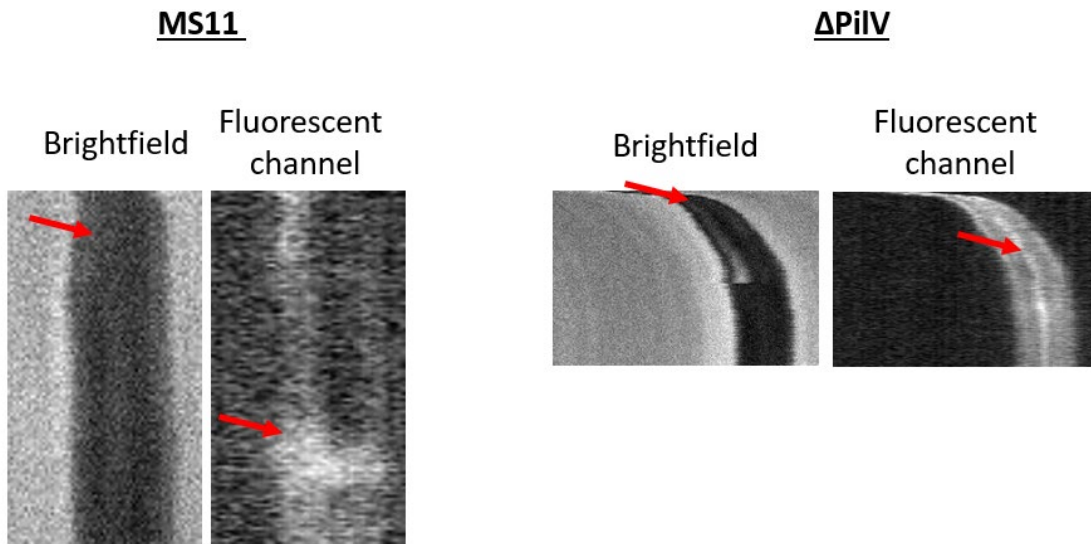 MS11
ΔPilV
Brightfield
Fluorescent
channel
Brightfield
Fluorescent
channel